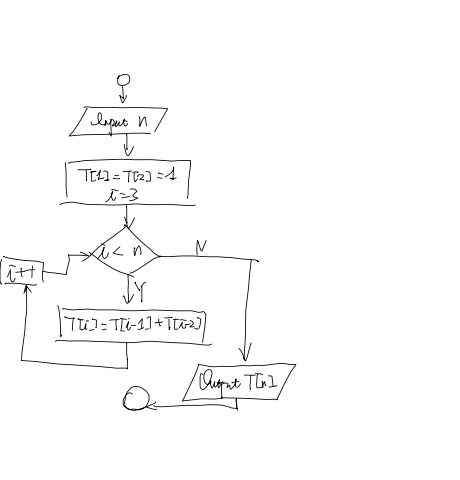 Input n
T[1]=T[2]=1
i=3
i < n
N
i++
Y
T[i]=T[i-1]+T[i-2]
Output T[n]